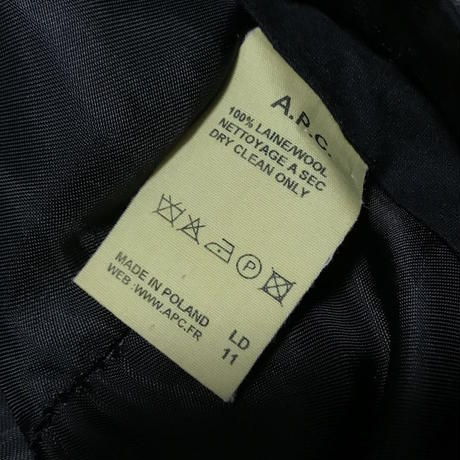 A.P.C.
100% LAINE/WOOL
NETTOYAGE A SEC
DRY CLEAN ONLY
P
MADE IN POLAND LD
WEB : WWW.APC.FR 11